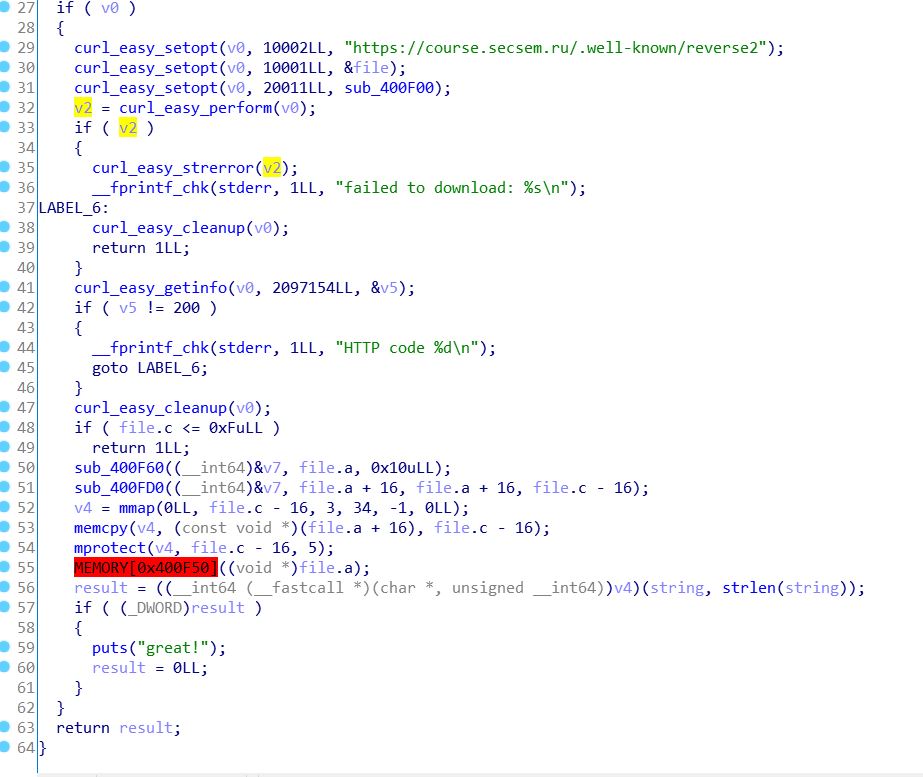 27 if ( v0 )
28 {
29 curl_easy_setopt(v0, 10002LL, "https://course.secsem.ru/.well-known/reverse2");
30 curl_easy_setopt(v0, 10001LL, &file);
31 curl_easy_setopt(v0, 20011LL, sub_400F00);
32 v2 = curl_easy_perform(v0);
33 if ( v2 )
34 {
35 curl_easy_strerror(v2);
36 __fprintf_chk(stderr, 1LL, "failed to download: %s\n");
37 LABEL_6:
38 curl_easy_cleanup(v0);
39 return 1LL;
40 }
41 curl_easy_getinfo(v0, 2097154LL, &v5);
42 if ( v5 != 200 )
43 {
44 __fprintf_chk(stderr, 1LL, "HTTP code %d\n");
45 goto LABEL_6;
46 }
47 curl_easy_cleanup(v0);
48 if ( file.c <= 0xFuLL )
49 return 1LL;
50 sub_400F60((__int64)&v7, file.a, 0x10uLL);
51 sub_400FD0((__int64)&v7, file.a + 16, file.a + 16, file.c - 16);
52 v4 = mmap(0LL, file.c - 16, 3, 34, -1, 0LL);
53 memcpy(v4, (const void *)(file.a + 16), file.c - 16);
54 mprotect(v4, file.c - 16, 5);
55 MEMORY[0x400F50]((void *)file.a);
56 result = ((__int64 (__fastcall *)(char *, unsigned __int64))v4)(string, strlen(string));
57 if ( (_DWORD)result )
58 {
59 puts("great!");
60 result = 0LL;
61 }
62 }
63 return result;
64 }